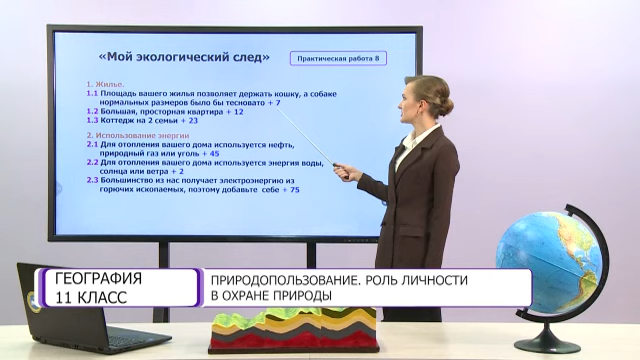 «Мой экологический след»
Практическая работа 8
1. Жилье.
1.1 Площадь вашего жилья позволяет держать кошку, а собаке
нормальных размеров было бы тесновато + 7
1.2 Большая, просторная квартира + 12
1.3 Коттедж на 2 семьи + 23
2. Использование энергии
2.1 Для отопления вашего дома используется нефть,
природный газ или уголь + 45
2.2 Для отопления вашего дома используется энергия воды,
солнца или ветра + 2
2.3 Большинство из нас получает электроэнергию из
горючих ископаемых, поэтому добавьте себе + 75
ГЕОГРАФИЯ
11 КЛАСС
ПРИРОДОПОЛЬЗОВАНИЕ. РОЛЬ ЛИЧНОСТИ
В ОХРАНЕ ПРИРОДЫ